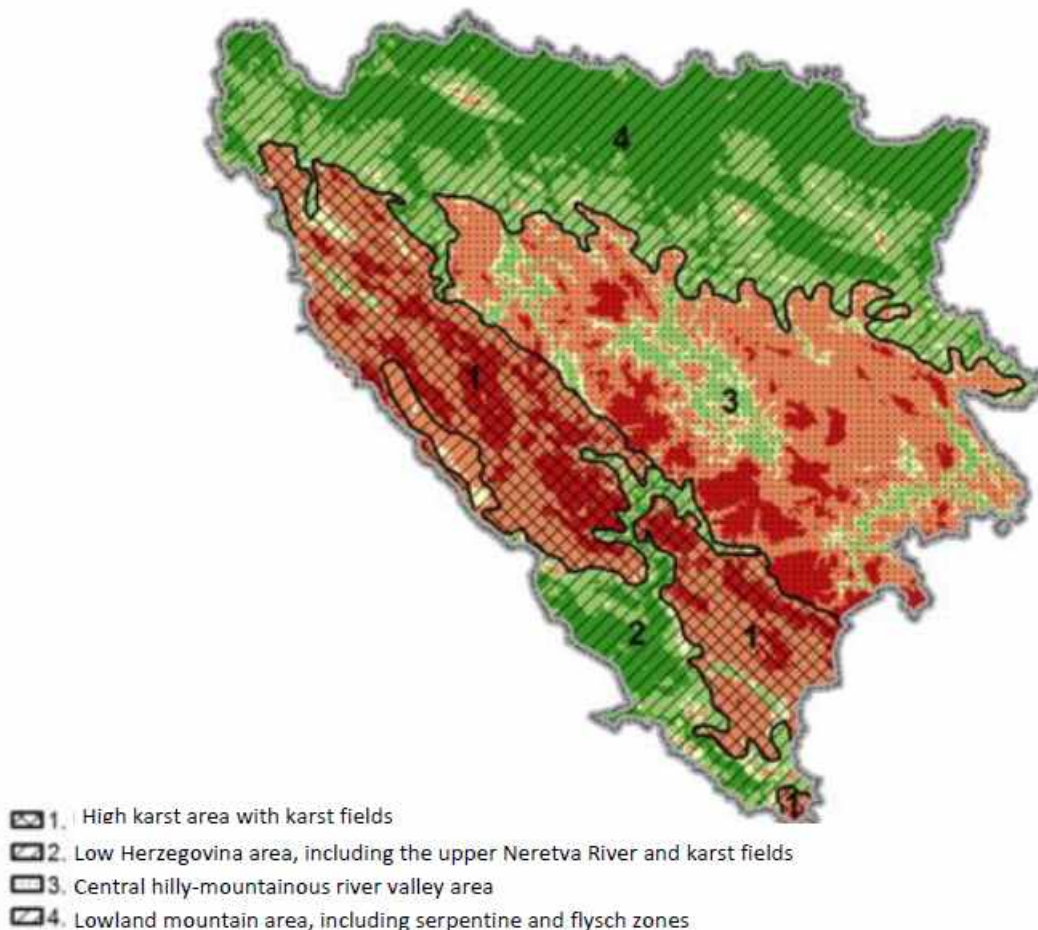 4
1
3
2
1
1
1. High karst area with karst fields
2. Low Herzegovina area, including the upper Neretva River and karst fields
3. Central hilly-mountainous river valley area
4. Lowland mountain area, including serpentine and flysch zones